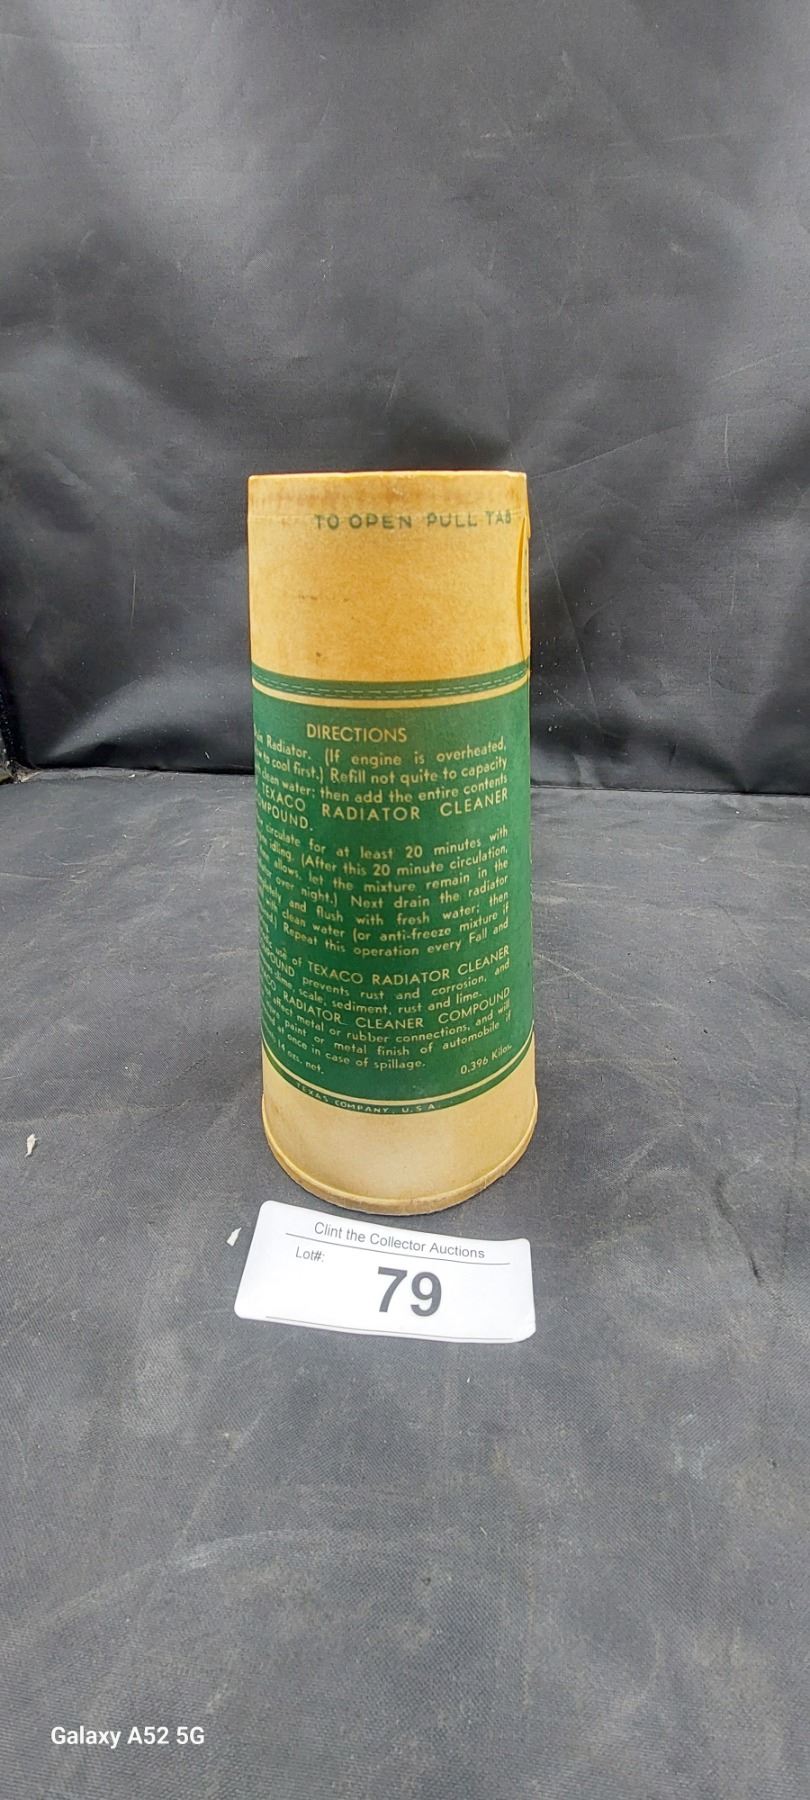 TO OPEN PULL TAB
DIRECTIONS
Radiator. (If engine is overheated,
to cool first.) Refill not quite to capacity
clean water; then add the entire contents
TEXACO RADIATOR CLEANER
circulate for at least 20 minutes with
idling. (After this 20 minute circulation,
allows, let the mixture remain in the
over night.) Next drain the radiator
and flush with fresh water; then
with clean water (or anti-freeze mixture if
Repeat this operation every Fall and
use of TEXACO RADIATOR CLEANER
prevents rust and corrosion, and
slime, scale, sediment, rust and lime.
RADIATOR CLEANER COMPOUND
affect metal or rubber connections, and will
paint or metal finish of automobile if
at once in case of spillage.
14 ozs. net. 0.396 Kilos.
TEXAS COMPANY, U.S.A.
Clint the Collector Auctions
Lot#: 79
Galaxy A52 5G